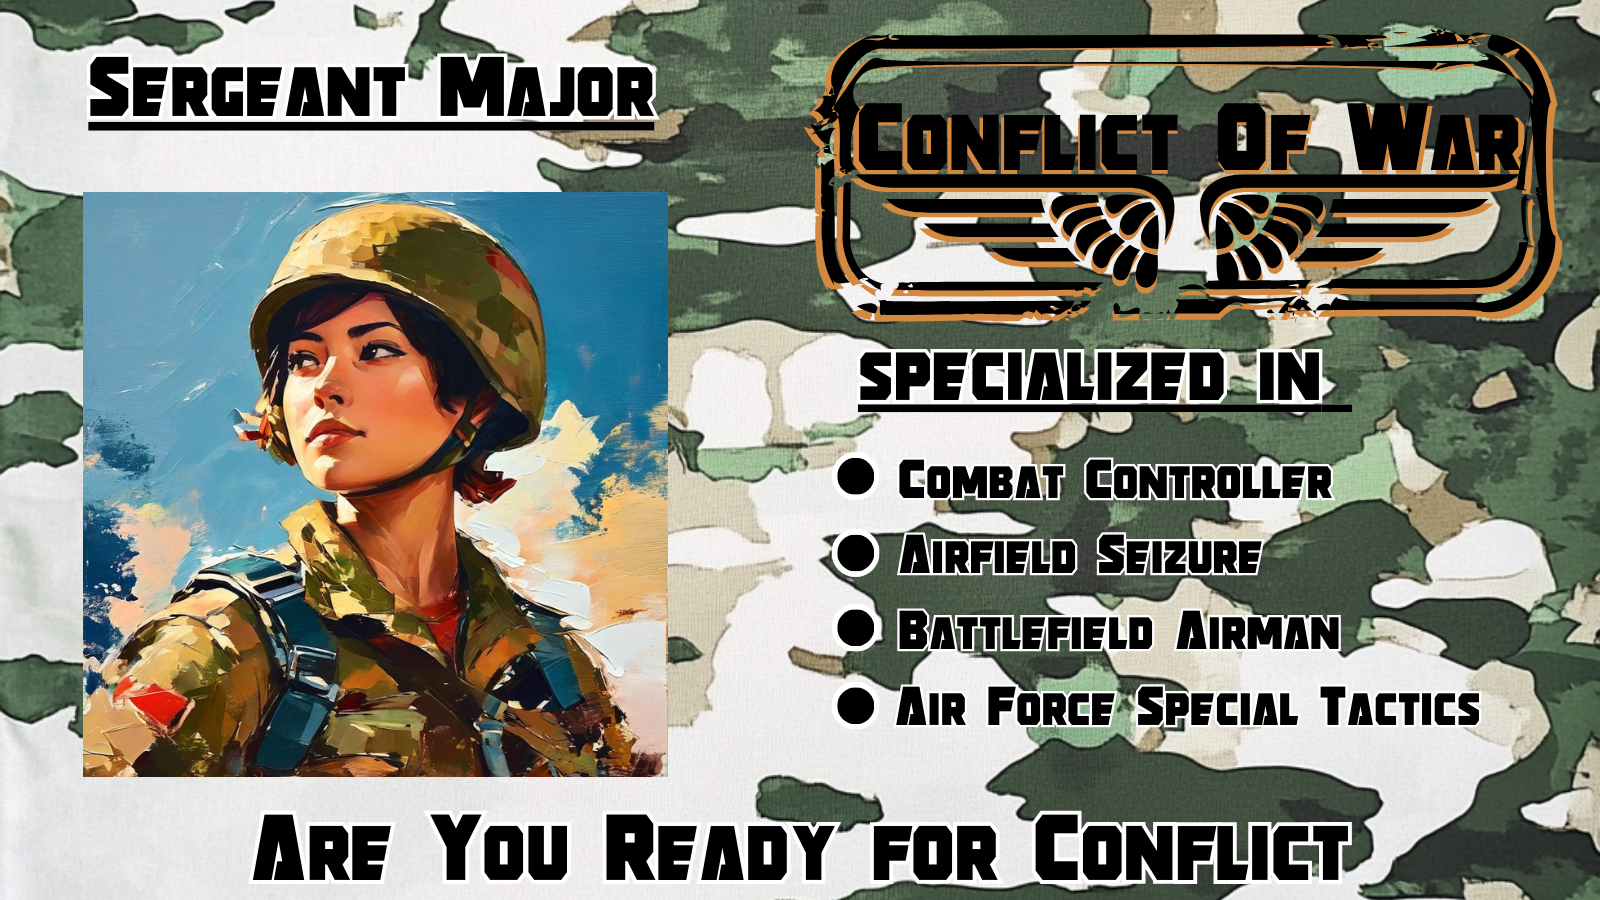 Sergeant Major
Conflict Of War
specialized in
Combat Controller
Airfield Seizure
Battlefield Airman
Air Force Special Tactics
Are You Ready for Conflict